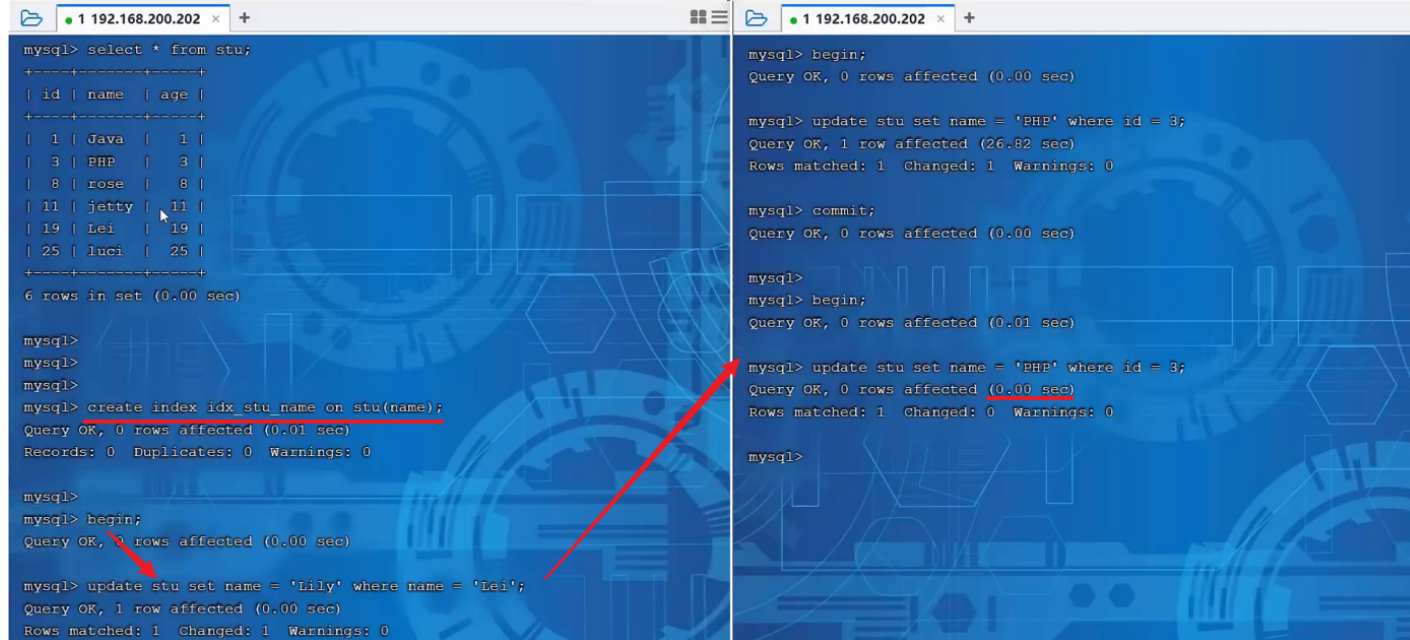 1 192.168.200.202 × +
mysql> select * from stu;
+----+-------+-----+
| id | name | age |
+----+-------+-----+
| 1 | Java | 1 |
| 3 | PHP | 3 |
| 8 | rose | 8 |
| 11 | jetty | 11 |
| 19 | Lei | 19 |
| 25 | luci | 25 |
+----+-------+-----+
6 rows in set (0.00 sec)
mysql>
mysql>
mysql>
mysql> create index idx_stu_name on stu(name);
Query OK, 0 rows affected (0.01 sec)
Records: 0 Duplicates: 0 Warnings: 0
mysql>
mysql> begin;
Query OK, 0 rows affected (0.00 sec)
mysql> update stu set name = 'Lily' where name = 'Lei';
Query OK, 1 row affected (0.00 sec)
Rows matched: 1 Changed: 1 Warnings: 0
1 192.168.200.202 × +
mysql> begin;
Query OK, 0 rows affected (0.00 sec)
mysql> update stu set name = 'PHP' where id = 3;
Query OK, 1 row affected (26.82 sec)
Rows matched: 1 Changed: 1 Warnings: 0
mysql> commit;
Query OK, 0 rows affected (0.00 sec)
mysql>
mysql> begin;
Query OK, 0 rows affected (0.01 sec)
mysql> update stu set name = 'PHP' where id = 3;
Query OK, 0 rows affected (0.00 sec)
Rows matched: 1 Changed: 0 Warnings: 0
mysql>